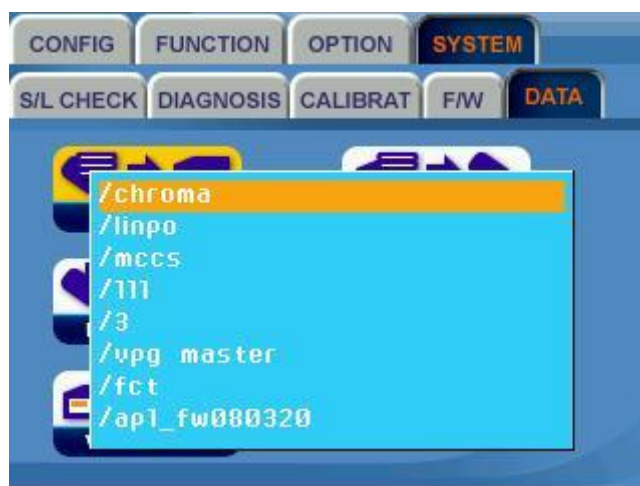 CONFIG FUNCTION OPTION SYSTEM
S/L CHECK DIAGNOSIS CALIBRAT F/W DATA
/chroma
/linpo
/mccs
/111
/3
/vpg master
/fct
/apl_fw080320